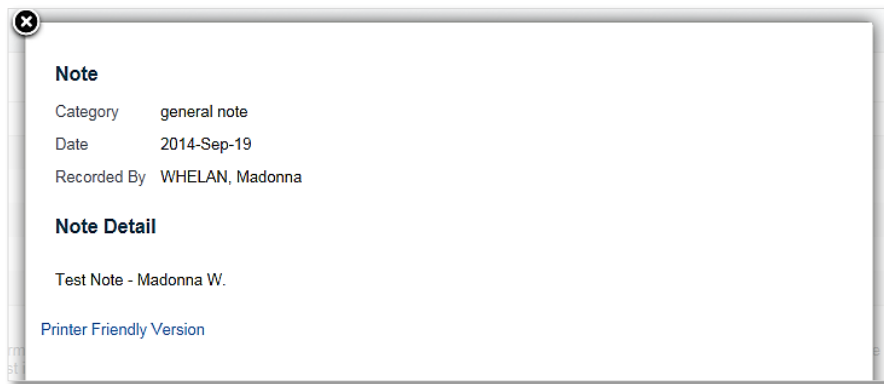 Note
Category general note
Date 2014-Sep-19
Recorded By WHELAN, Madonna
Note Detail
Test Note - Madonna W.
Printer Friendly Version